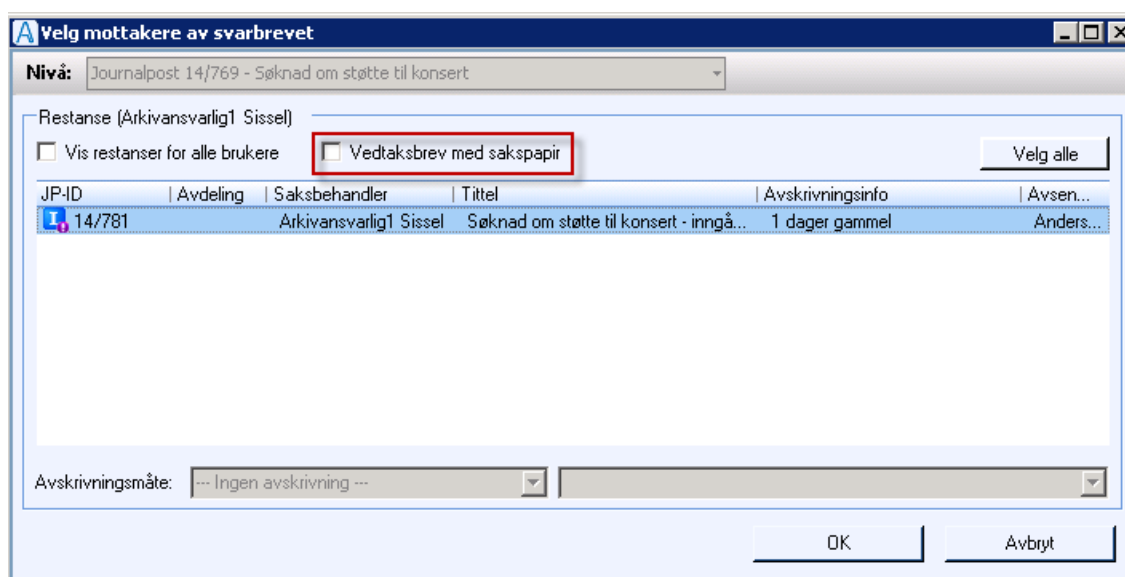 Velg mottakere av svarbrevet
Nivå: Journalpost 14/769 - Søknad om støtte til konsert
Restanse (Arkivansvarlig1 Sissel)
Vis restanser for alle brukere Vedtaksbrev med sakspapir Velg alle
JP-ID Avdeling Saksbehandler Tittel Avskrivningsinfo Avsen...
I 14/781 Arkivansvarlig1 Sissel Søknad om støtte til konsert - inngå... 1 dager gammel Anders...
Avskrivningsmåte: --- Ingen avskrivning ---
OK Avbryt